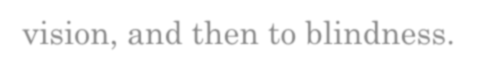 vision, and then to blindness.